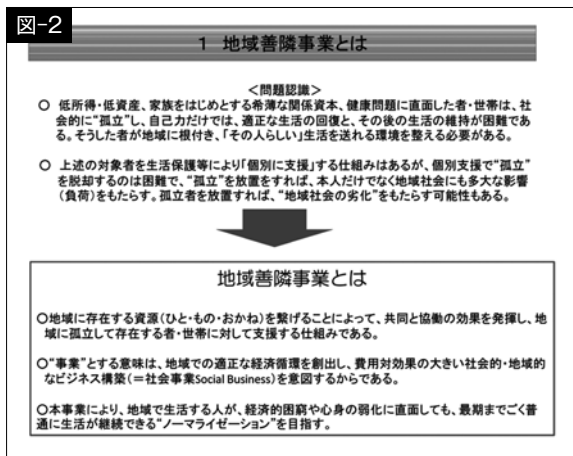 図-2
1 地域善隣事業とは
<問題認識>
○ 低所得・低資産、家族をはじめとする希薄な関係資本、健康問題に直面した者・世帯は、社
会的に“孤立”し、自己力だけでは、適正な生活の回復と、その後の生活の維持が困難であ
る。そうした者が地域に根付き、「その人らしい」生活を送れる環境を整える必要がある。
○ 上述の対象者を生活保護等により「個別に支援」する仕組みはあるが、個別支援で“孤立”
を脱却するのは困難で、“孤立”を放置をすれば、本人だけでなく地域社会にも多大な影響
（負荷）をもたらす。孤立者を放置すれば、“地域社会の劣化”をもたらす可能性もある。
地域善隣事業とは
○地域に存在する資源（ひと・もの・おかね）を繋げることによって、共同と協働の効果を発揮し、地
域に孤立して存在する者・世帯に対して支援する仕組みである。
○“事業”とする意味は、地域での適正な経済循環を創出し、費用対効果の大きい社会的・地域的
なビジネス構築（＝社会事業Social Business）を意図するからである。
○本事業により、地域で生活する人が、経済的困窮や心身の弱化に直面しても、最期までごく普
通に生活が継続できる“ノーマライゼーション”を目指す。